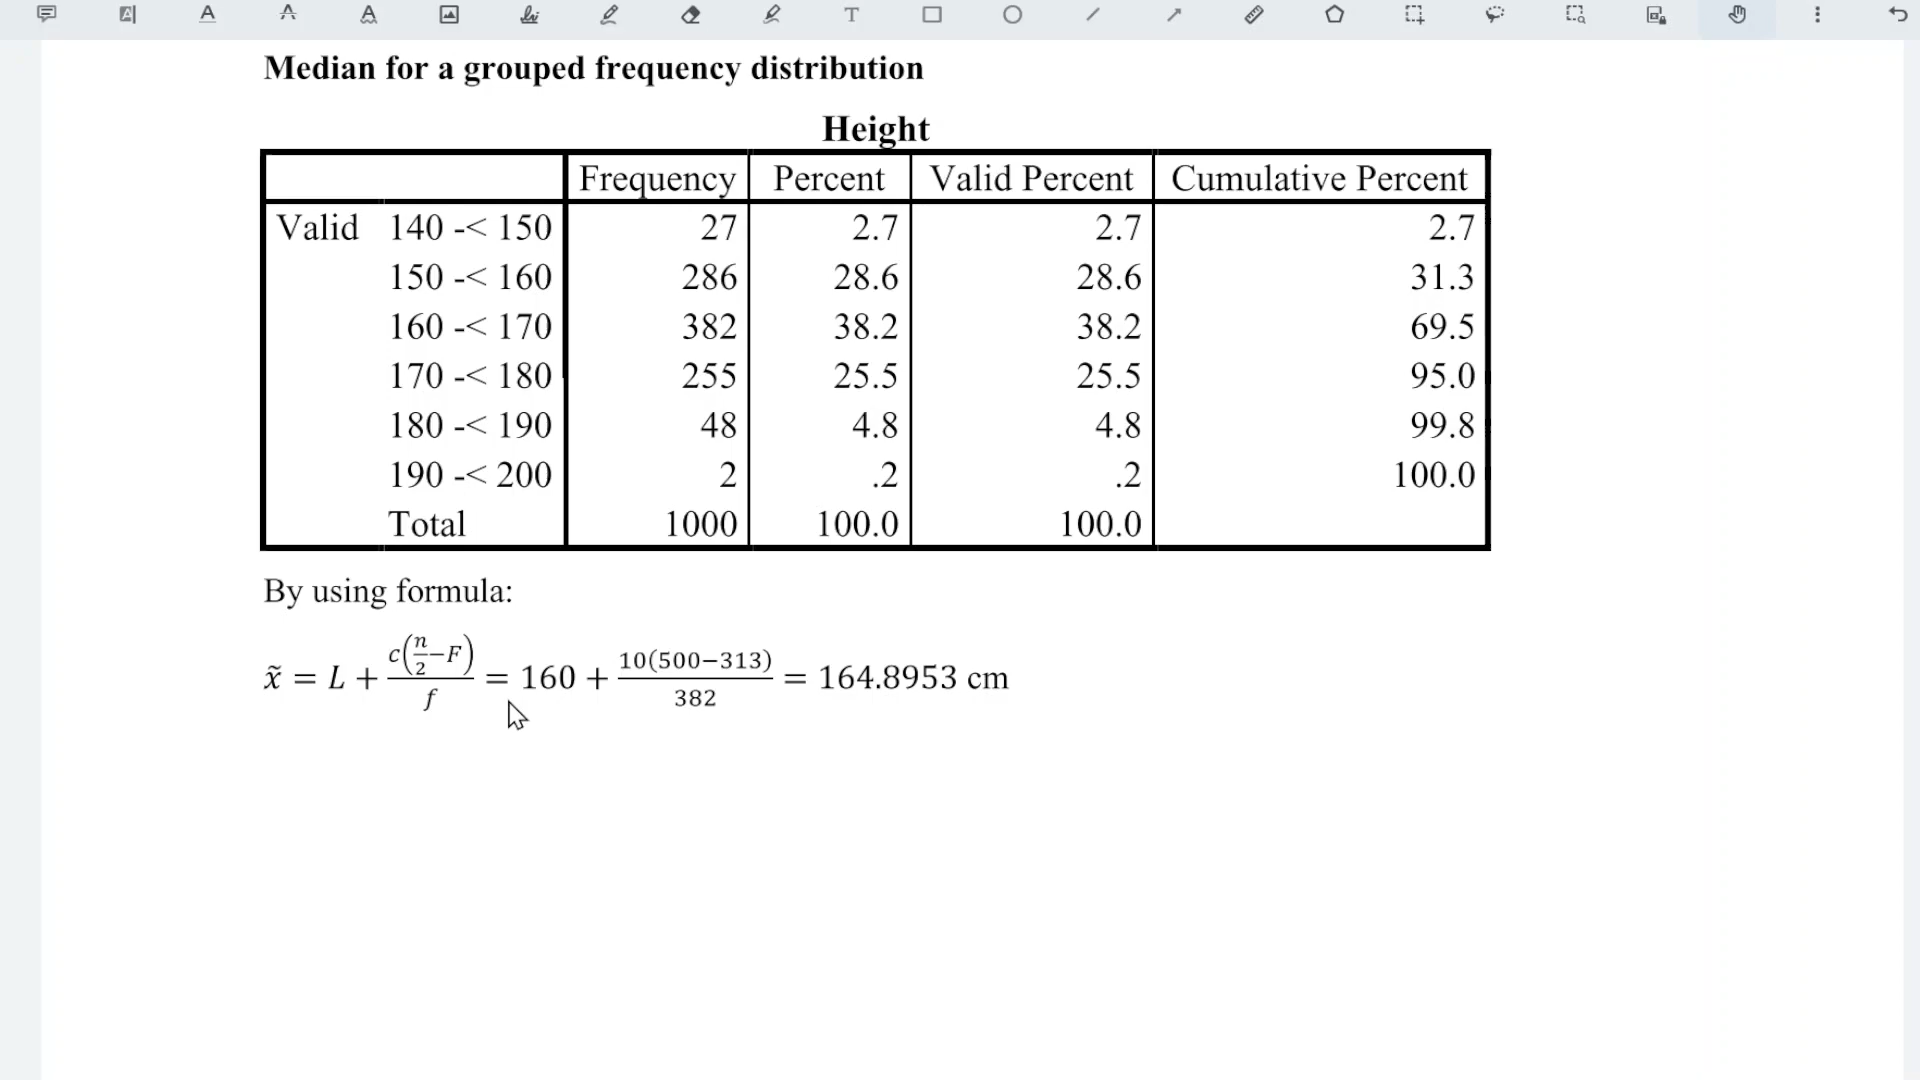 Median for a grouped frequency distribution
Height
Frequency Percent Valid Percent Cumulative Percent
Valid 140 -< 150 27 2.7 2.7 2.7
150 -< 160 286 28.6 28.6 31.3
160 -< 170 382 38.2 38.2 69.5
170 -< 180 255 25.5 25.5 95.0
180 -< 190 48 4.8 4.8 99.8
190 -< 200 2 .2 .2 100.0
Total 1000 100.0 100.0
By using formula:
x̃ = L + c(n/2−F)/f = 160 + 10(500−313)/382 = 164.8953 cm